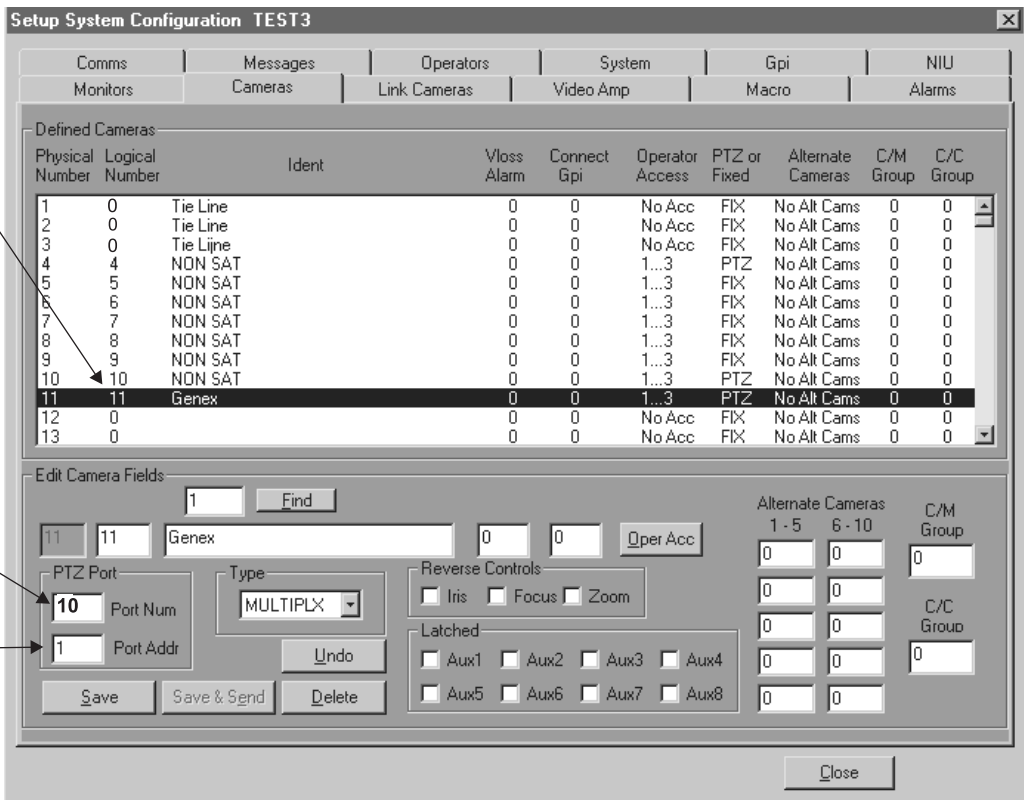 Setup System Configuration TEST3
Comms Messages Operators System Gpi NIU
Monitors Cameras Link Cameras Video Amp Macro Alarms
Defined Cameras
Physical Number Logical Number Ident Vloss Alarm Connect Gpi Operator Access PTZ or Fixed Alternate Cameras C/M Group C/C Group
1 0 Tie Line 0 0 No Acc FIX No Alt Cams 0 0
2 0 Tie Line 0 0 No Acc FIX No Alt Cams 0 0
3 0 Tie Lijne 0 0 No Acc FIX No Alt Cams 0 0
4 4 NON SAT 0 0 1...3 PTZ No Alt Cams 0 0
5 5 NON SAT 0 0 1...3 FIX No Alt Cams 0 0
6 6 NON SAT 0 0 1...3 FIX No Alt Cams 0 0
7 7 NON SAT 0 0 1...3 FIX No Alt Cams 0 0
8 8 NON SAT 0 0 1...3 FIX No Alt Cams 0 0
9 9 NON SAT 0 0 1...3 FIX No Alt Cams 0 0
10 10 NON SAT 0 0 1...3 PTZ No Alt Cams 0 0
11 11 Genex 0 0 1...3 PTZ No Alt Cams 0 0
12 0 0 0 No Acc FIX No Alt Cams 0 0
13 0 0 0 No Acc FIX No Alt Cams 0 0
Edit Camera Fields
1 Find
11 11 Genex 0 0 Oper Acc
PTZ Port
10 Port Num
1 Port Addr
Type
MULTIPLX
Reverse Controls
Iris Focus Zoom
Latched
Aux1 Aux2 Aux3 Aux4
Aux5 Aux6 Aux7 Aux8
Undo
Save Save & Send Delete
Alternate Cameras
1 - 5 6 - 10
0 0
0 0
0 0
0 0
0 0
C/M Group
0
C/C Group
0
Close